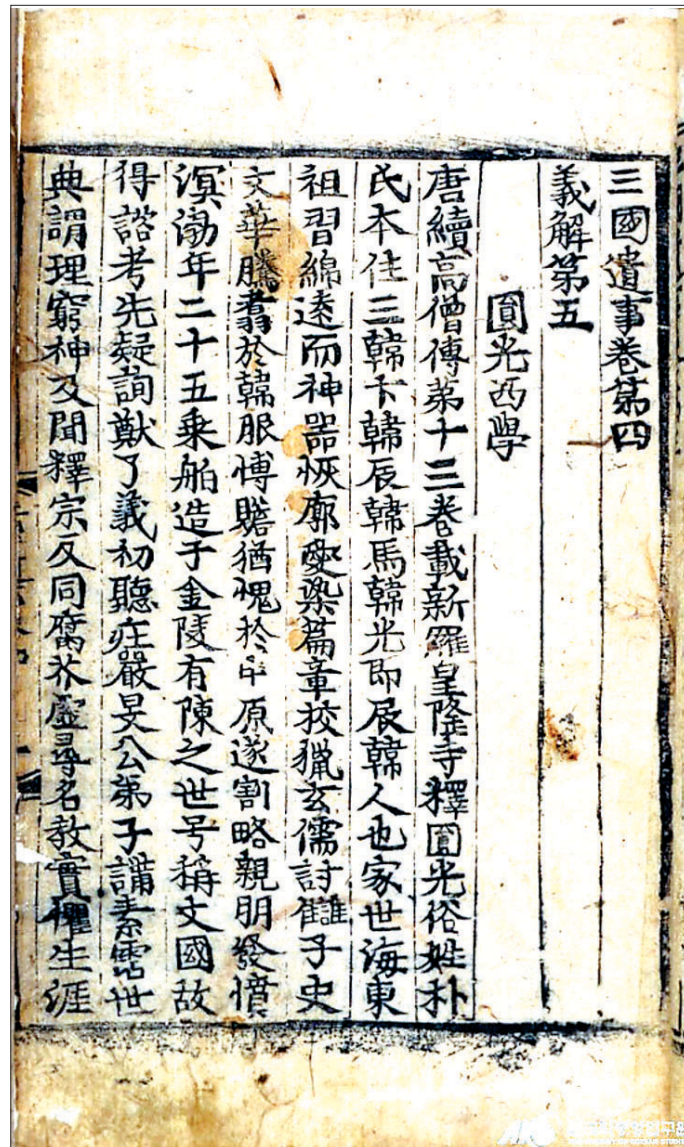 三國遺事卷第四
義解第五
圓光西學
唐續高僧傳第十三卷載新羅皇隆寺釋圓光俗姓朴
氏本住三韓卞韓辰韓馬韓光即辰韓人也家世海東
祖習綿遠而神器恢廓愛染篇章挍獵玄儒討讎子史
文華騰翥於韓服愽贍猶愧於中原遂割略親朋發憤
溟渤年二十五乗舶造于金陵有陳之世号稱文國故
得諮考先疑詢猷了義初聽莊嚴旻公弟子講素霑世
典謂理窮神及聞釋宗反同腐芥虛尋名教實懼生涯